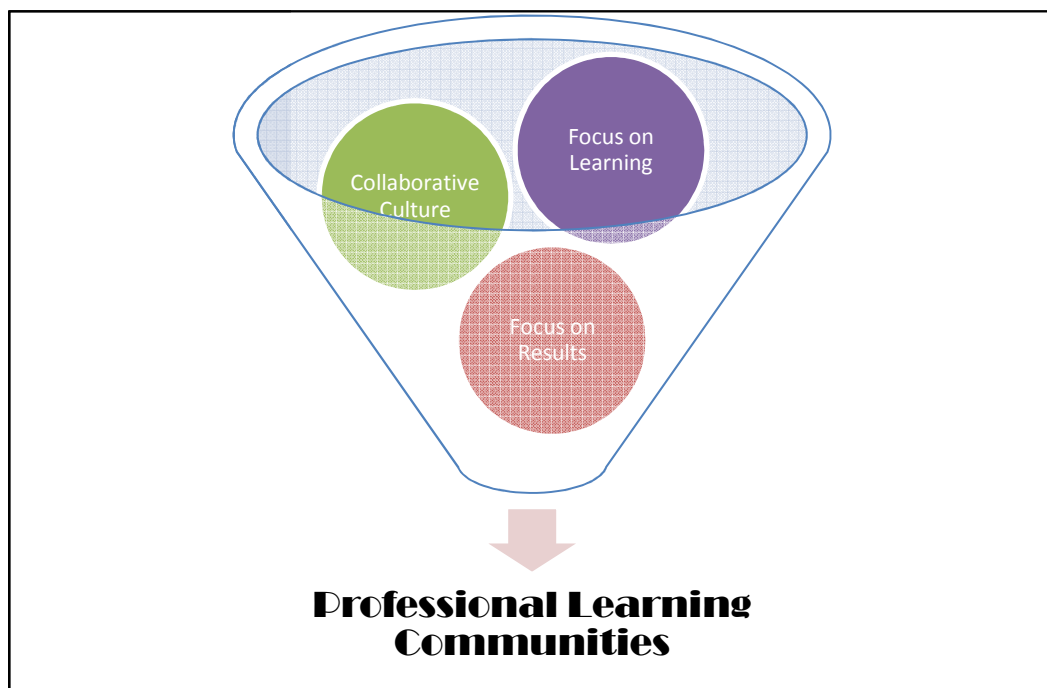 Focus on
Learning
Collaborative
Culture
Focus on
Results
Professional Learning
Communities